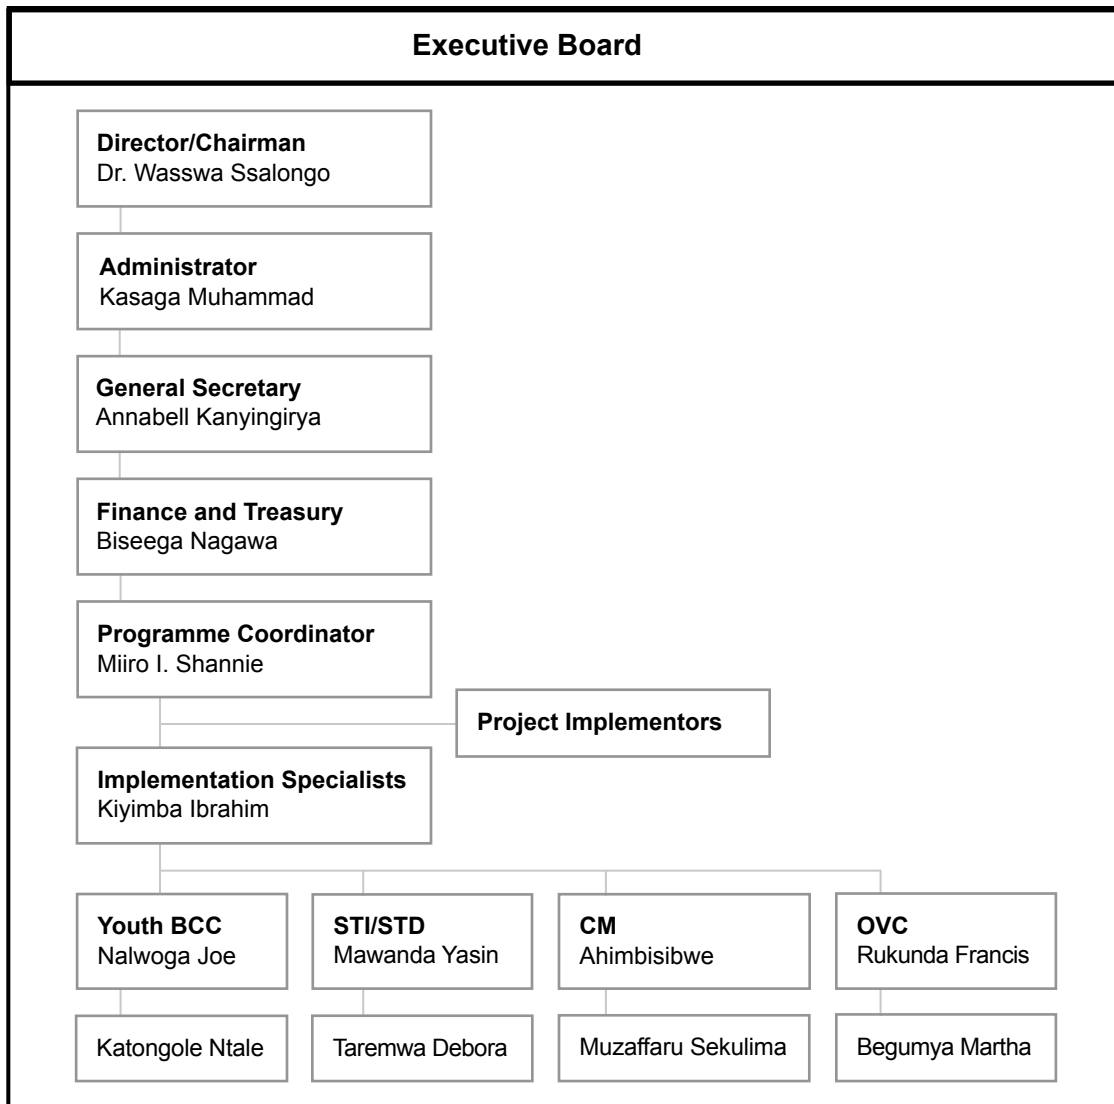 Executive Board
Director/Chairman
Dr. Wasswa Ssalongo
Administrator
Kasaga Muhammad
General Secretary
Annabell Kanyingirya
Finance and Treasury
Biseega Nagawa
Programme Coordinator
Miiro I. Shannie
Project Implementors
Implementation Specialists
Kiyimba Ibrahim
Youth BCC
Nalwoga Joe
STI/STD
Mawanda Yasin
CM
Ahimbisibwe
OVC
Rukunda Francis
Katongole Ntale
Taremwa Debora
Muzaffaru Sekulima
Begumya Martha